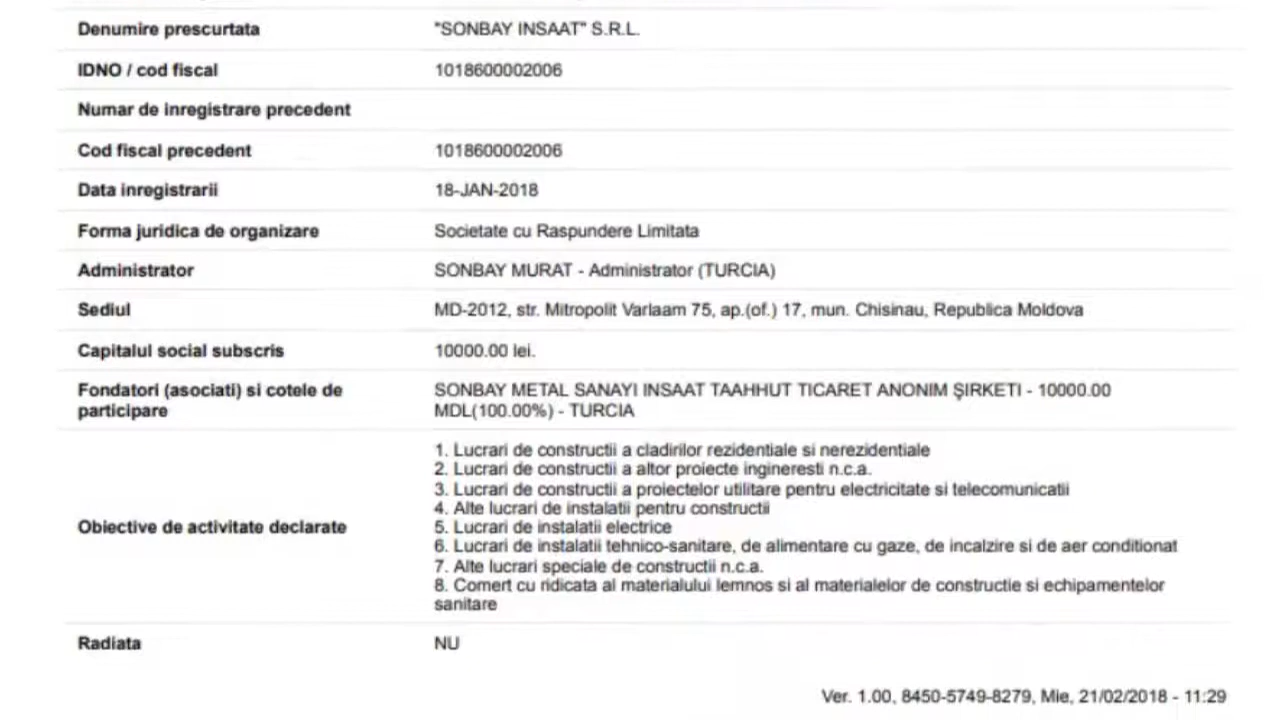 Denumire prescurtata "SONBAY INSAAT" S.R.L.
IDNO / cod fiscal 1018600002006
Numar de inregistrare precedent
Cod fiscal precedent 1018600002006
Data inregistrarii 18-JAN-2018
Forma juridica de organizare Societate cu Raspundere Limitata
Administrator SONBAY MURAT - Administrator (TURCIA)
Sediul MD-2012, str. Mitropolit Varlaam 75, ap.(of.) 17, mun. Chisinau, Republica Moldova
Capitalul social subscris 10000.00 lei.
Fondatori (asociati) si cotele de participare
SONBAY METAL SANAYI INSAAT TAAHHUT TICARET ANONIM ŞIRKETI - 10000.00
MDL(100.00%) - TURCIA
Obiective de activitate declarate
1. Lucrari de constructii a cladirilor rezidentiale si nerezidentiale
2. Lucrari de constructii a altor proiecte ingineresti n.c.a.
3. Lucrari de constructii a proiectelor utilitare pentru electricitate si telecomunicatii
4. Alte lucrari de instalatii pentru constructii
5. Lucrari de instalatii electrice
6. Lucrari de instalatii tehnico-sanitare, de alimentare cu gaze, de incalzire si de aer conditionat
7. Alte lucrari speciale de constructii n.c.a.
8. Comert cu ridicata al materialului lemnos si al materialelor de constructie si echipamentelor
sanitare
Radiata NU
Ver. 1.00, 8450-5749-8279, Mie, 21/02/2018 - 11:29